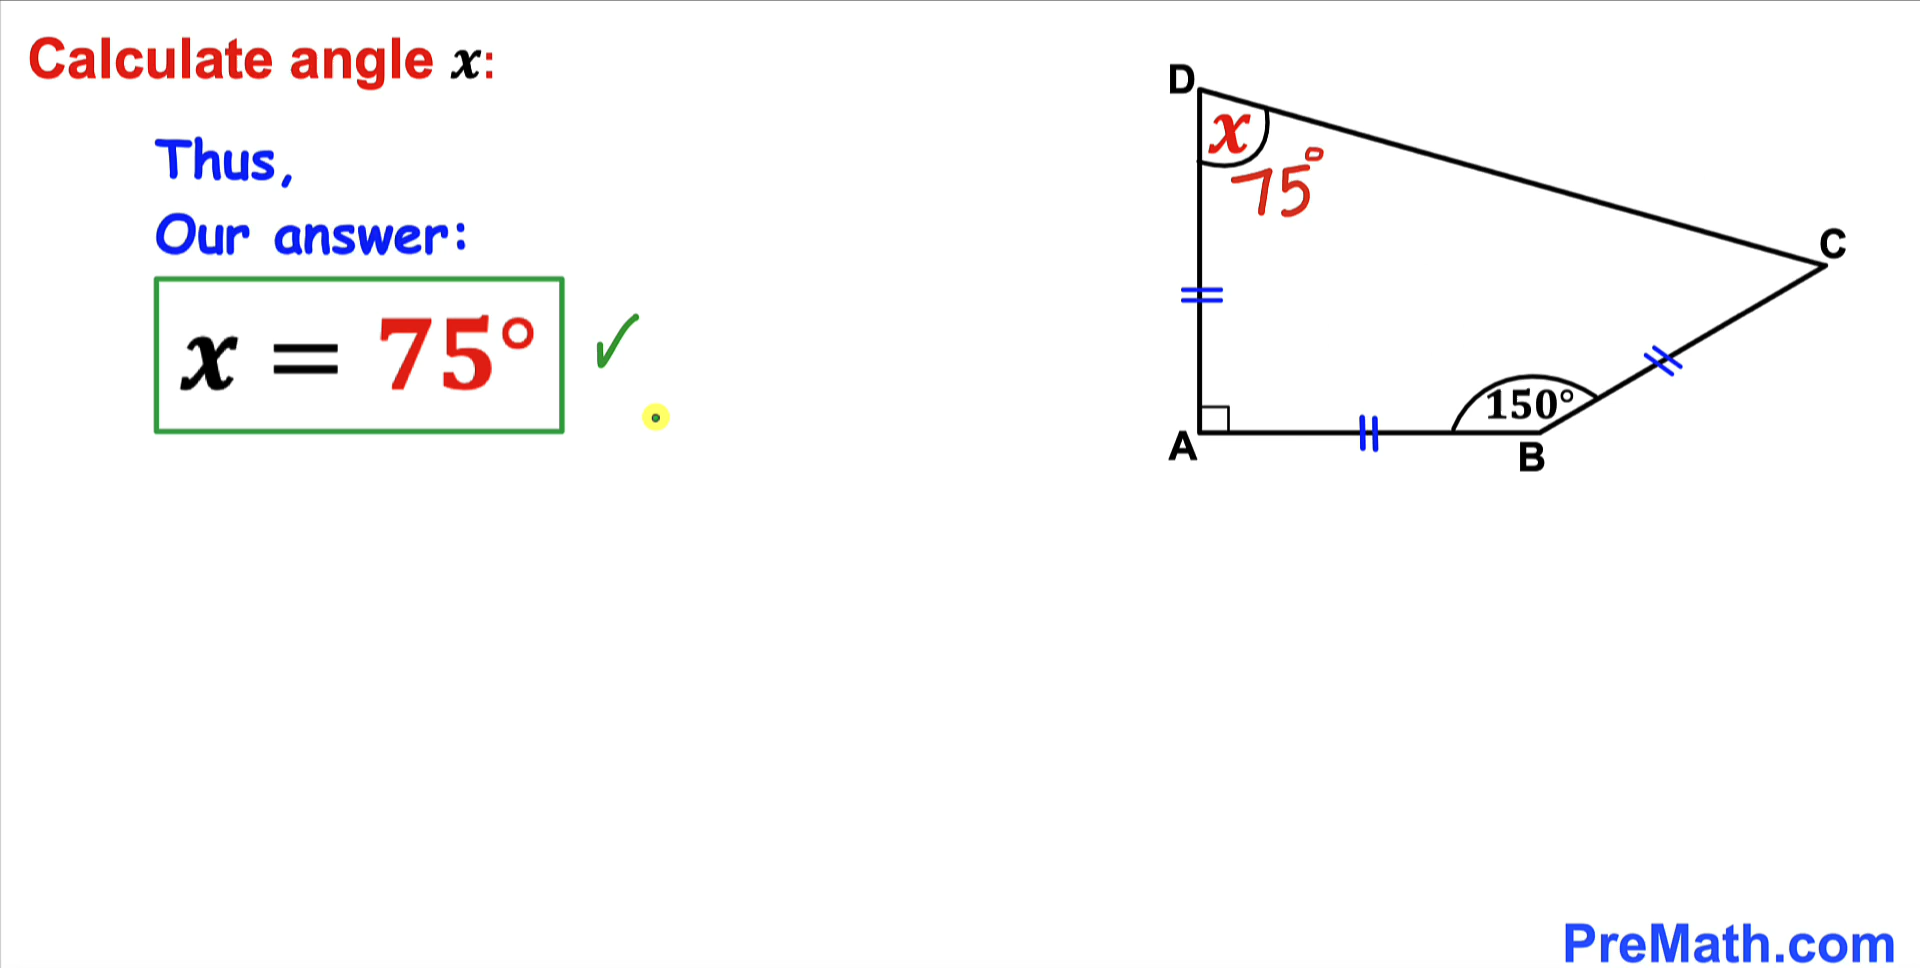 Calculate angle x:
Thus,
Our answer:
x = 75°
D
x
75°
C
150°
A
B
PreMath.com